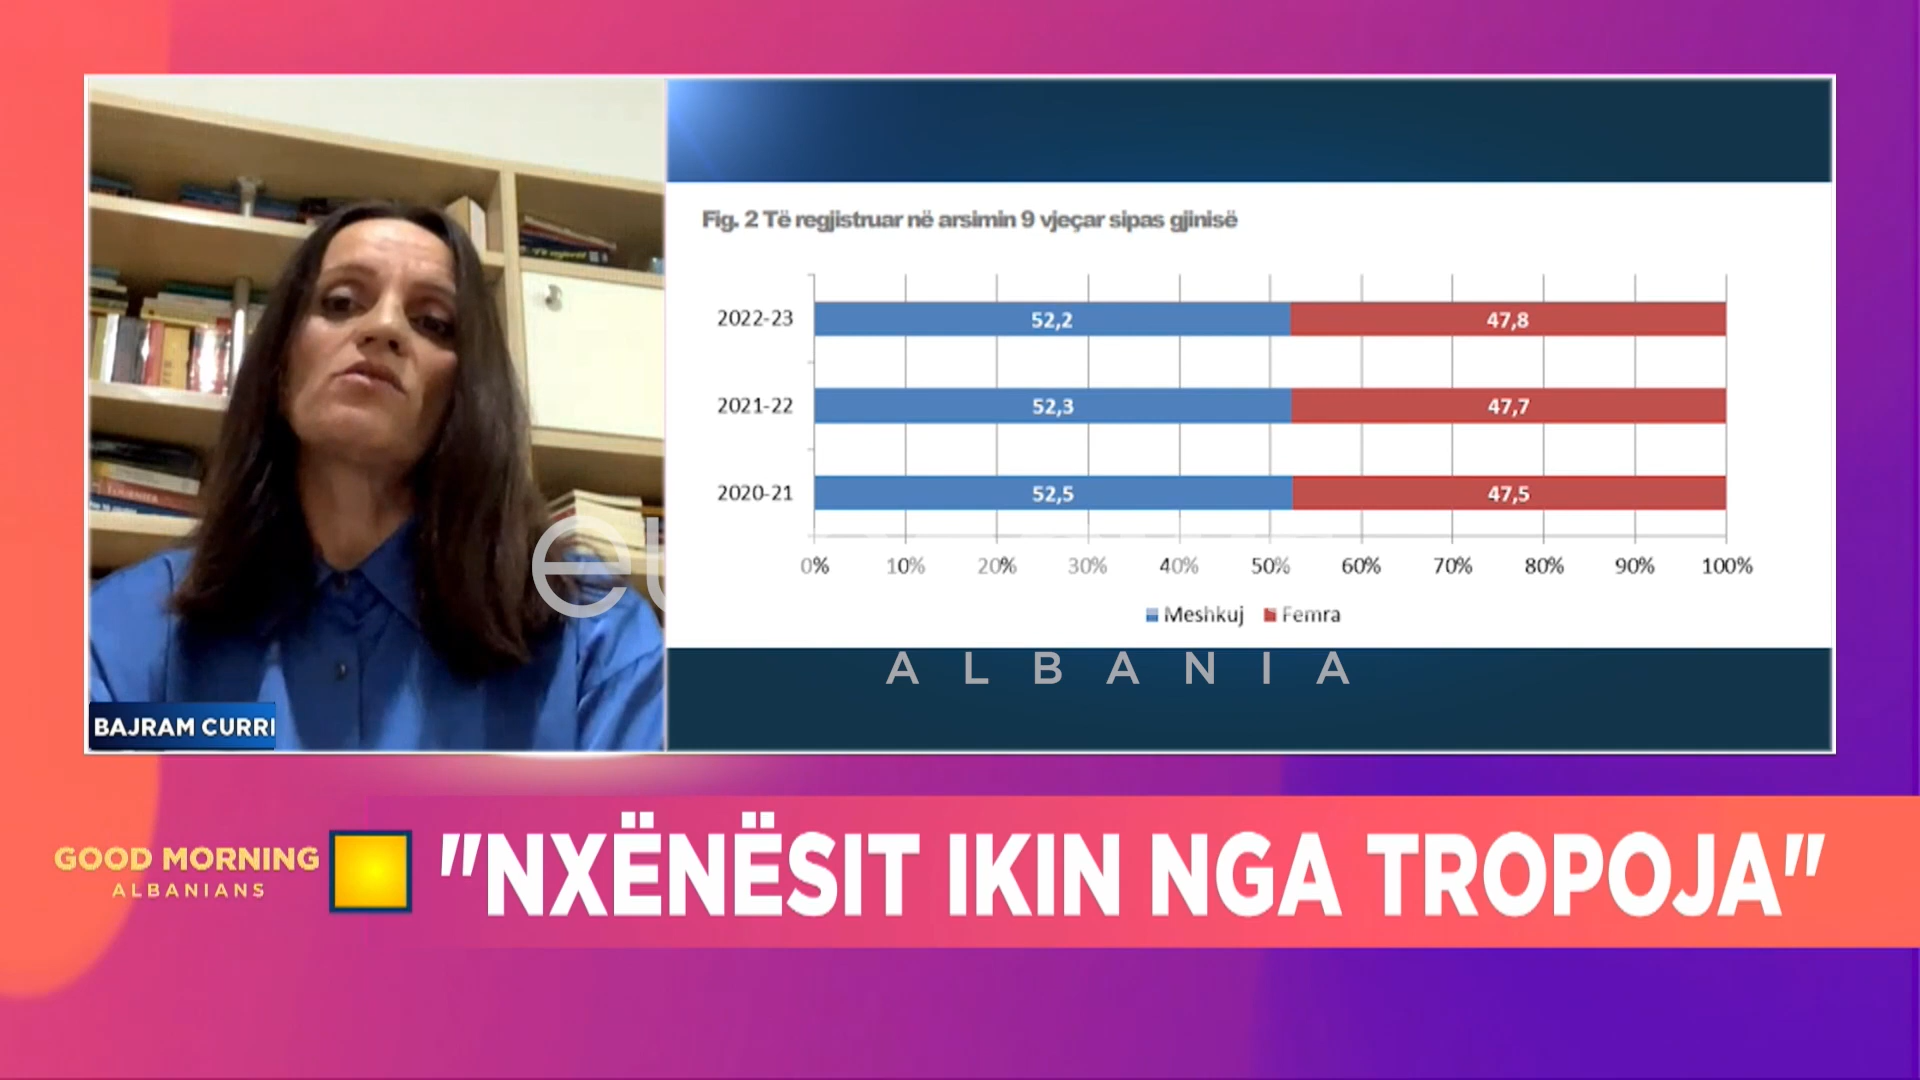 Fig. 2 Të regjistruar në arsimin 9 vjeçar sipas gjinisë
2022-23
52,2
47,8
2021-22
52,3
47,7
2020-21
52,5
47,5
0% 10% 20% 30% 40% 50% 60% 70% 80% 90% 100%
Meshkuj Femra
ALBANIA
BAJRAM CURRI
GOOD MORNING
ALBANIANS
"NXËNËSIT IKIN NGA TROPOJA"